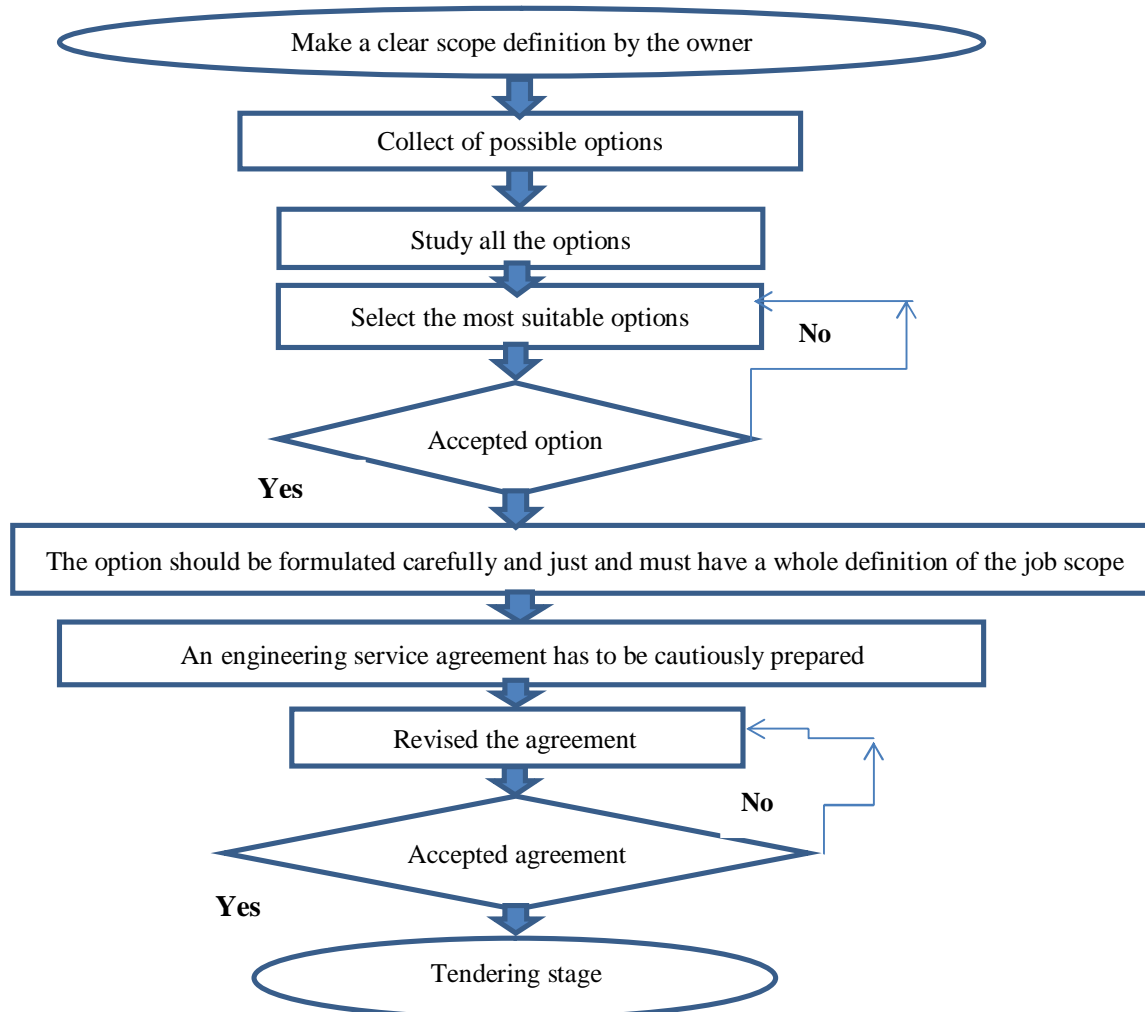 Make a clear scope definition by the owner
Collect of possible options
Study all the options
Select the most suitable options
No
Accepted option
Yes
The option should be formulated carefully and just and must have a whole definition of the job scope
An engineering service agreement has to be cautiously prepared
Revised the agreement
No
Accepted agreement
Yes
Tendering stage